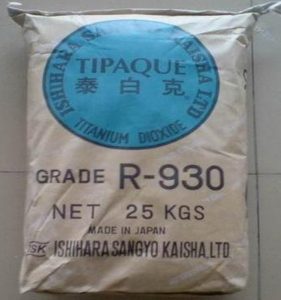 ISHIHARA SANGYO KAISHA LTD
TIPAQUE
泰白克
TITANIUM DIOXIDE
GRADE R-930
NET 25 KGS
MADE IN JAPAN
ISK ISHIHARA SANGYO KAISHA, LTD.